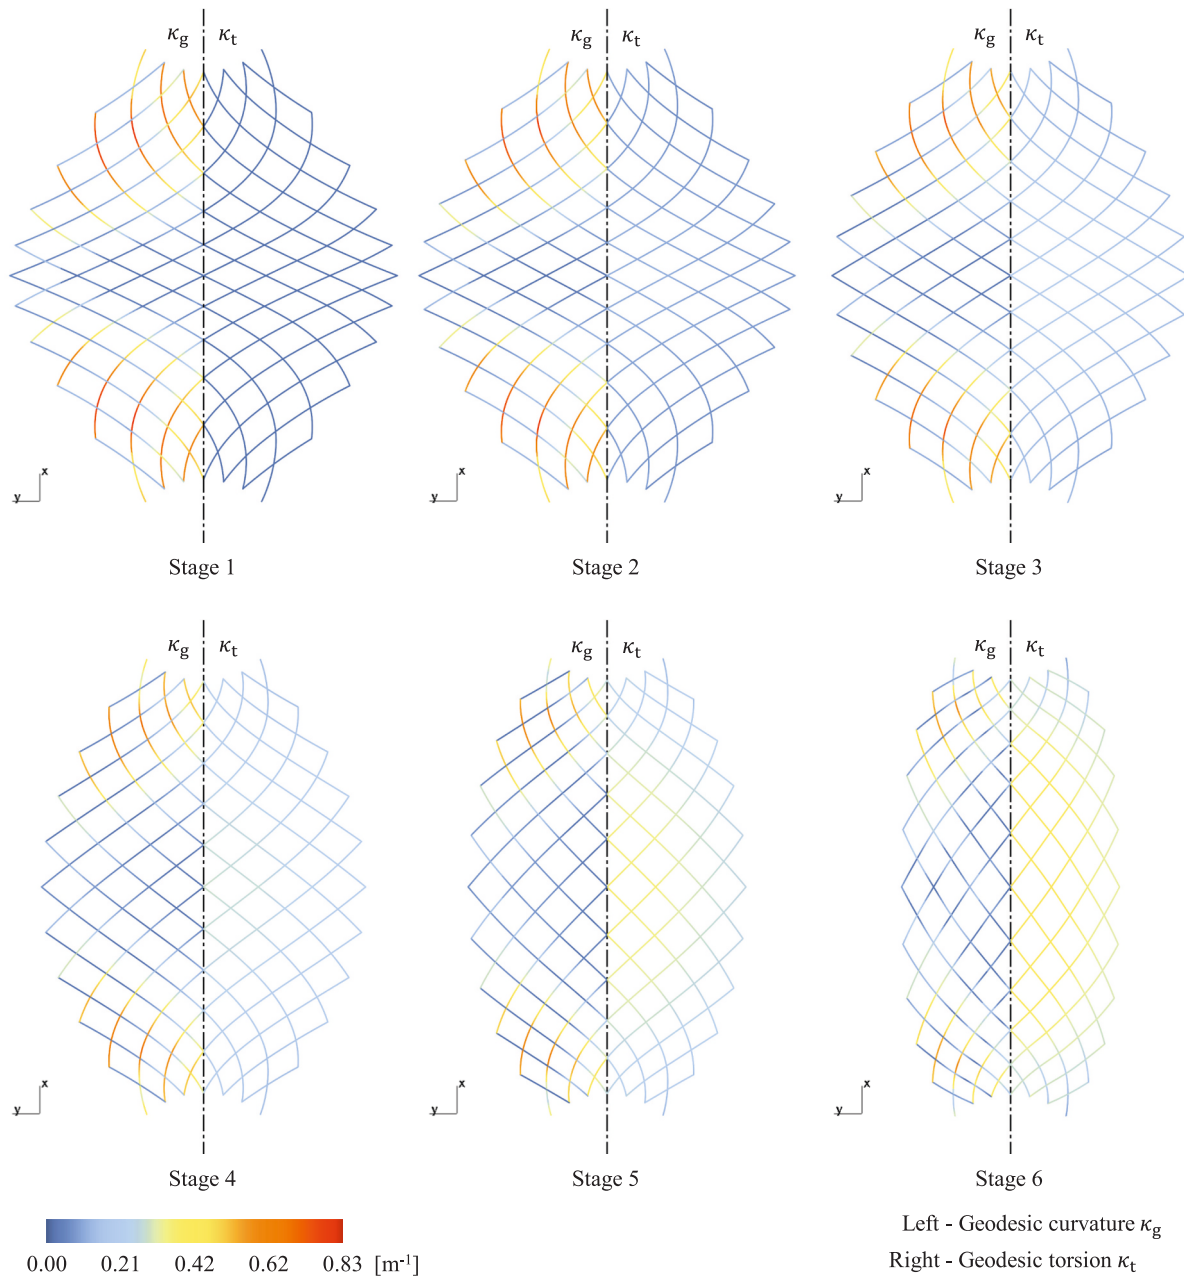 κg κt κg κt κg κt
x x x
y y y
Stage 1 Stage 2 Stage 3
κg κt κg κt κg κt
x x x
y y y
Stage 4 Stage 5 Stage 6
Left - Geodesic curvature κg
0.00 0.21 0.42 0.62 0.83 [m⁻¹]
Right - Geodesic torsion κt